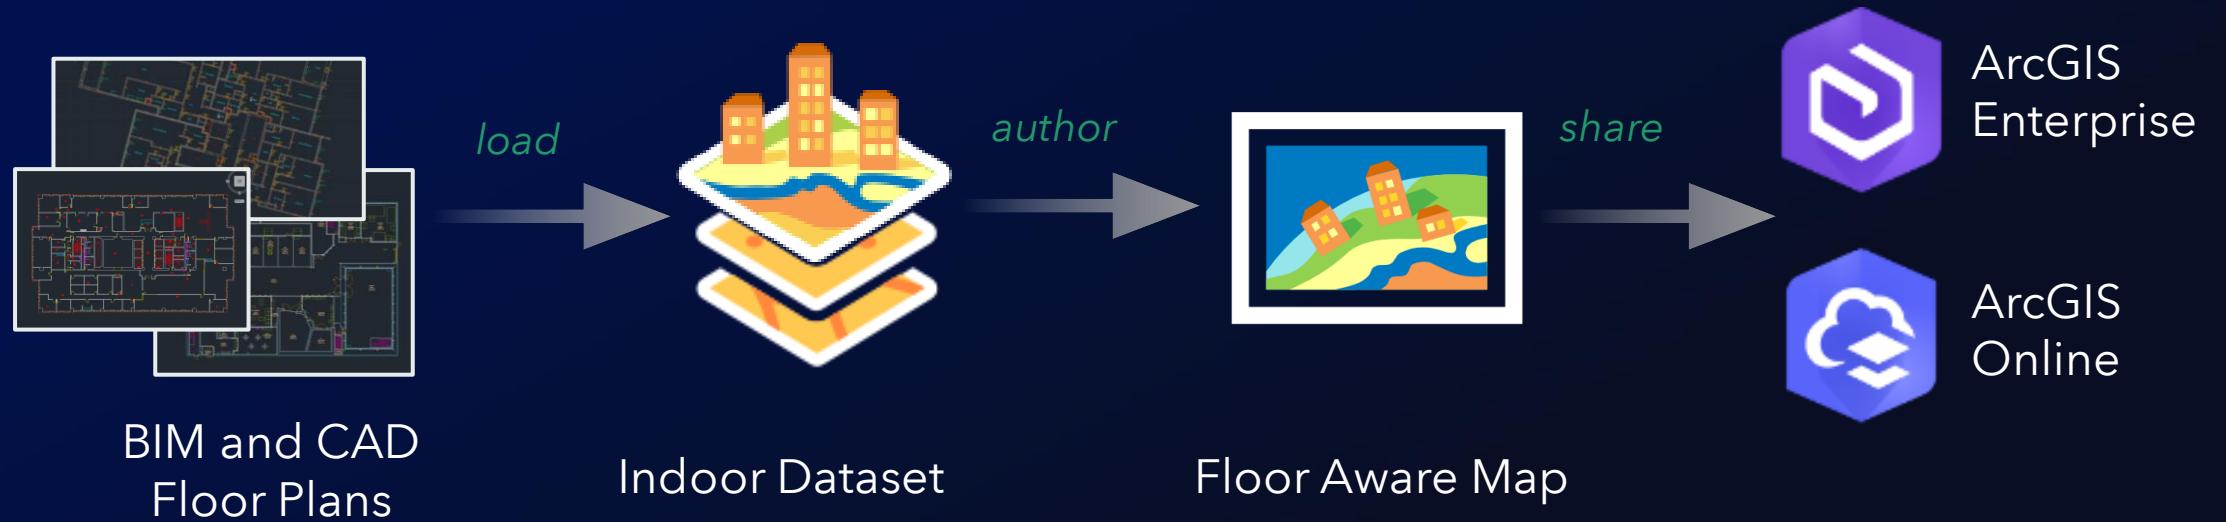 load
author
share
ArcGIS
Enterprise
ArcGIS
Online
BIM and CAD
Floor Plans
Indoor Dataset
Floor Aware Map